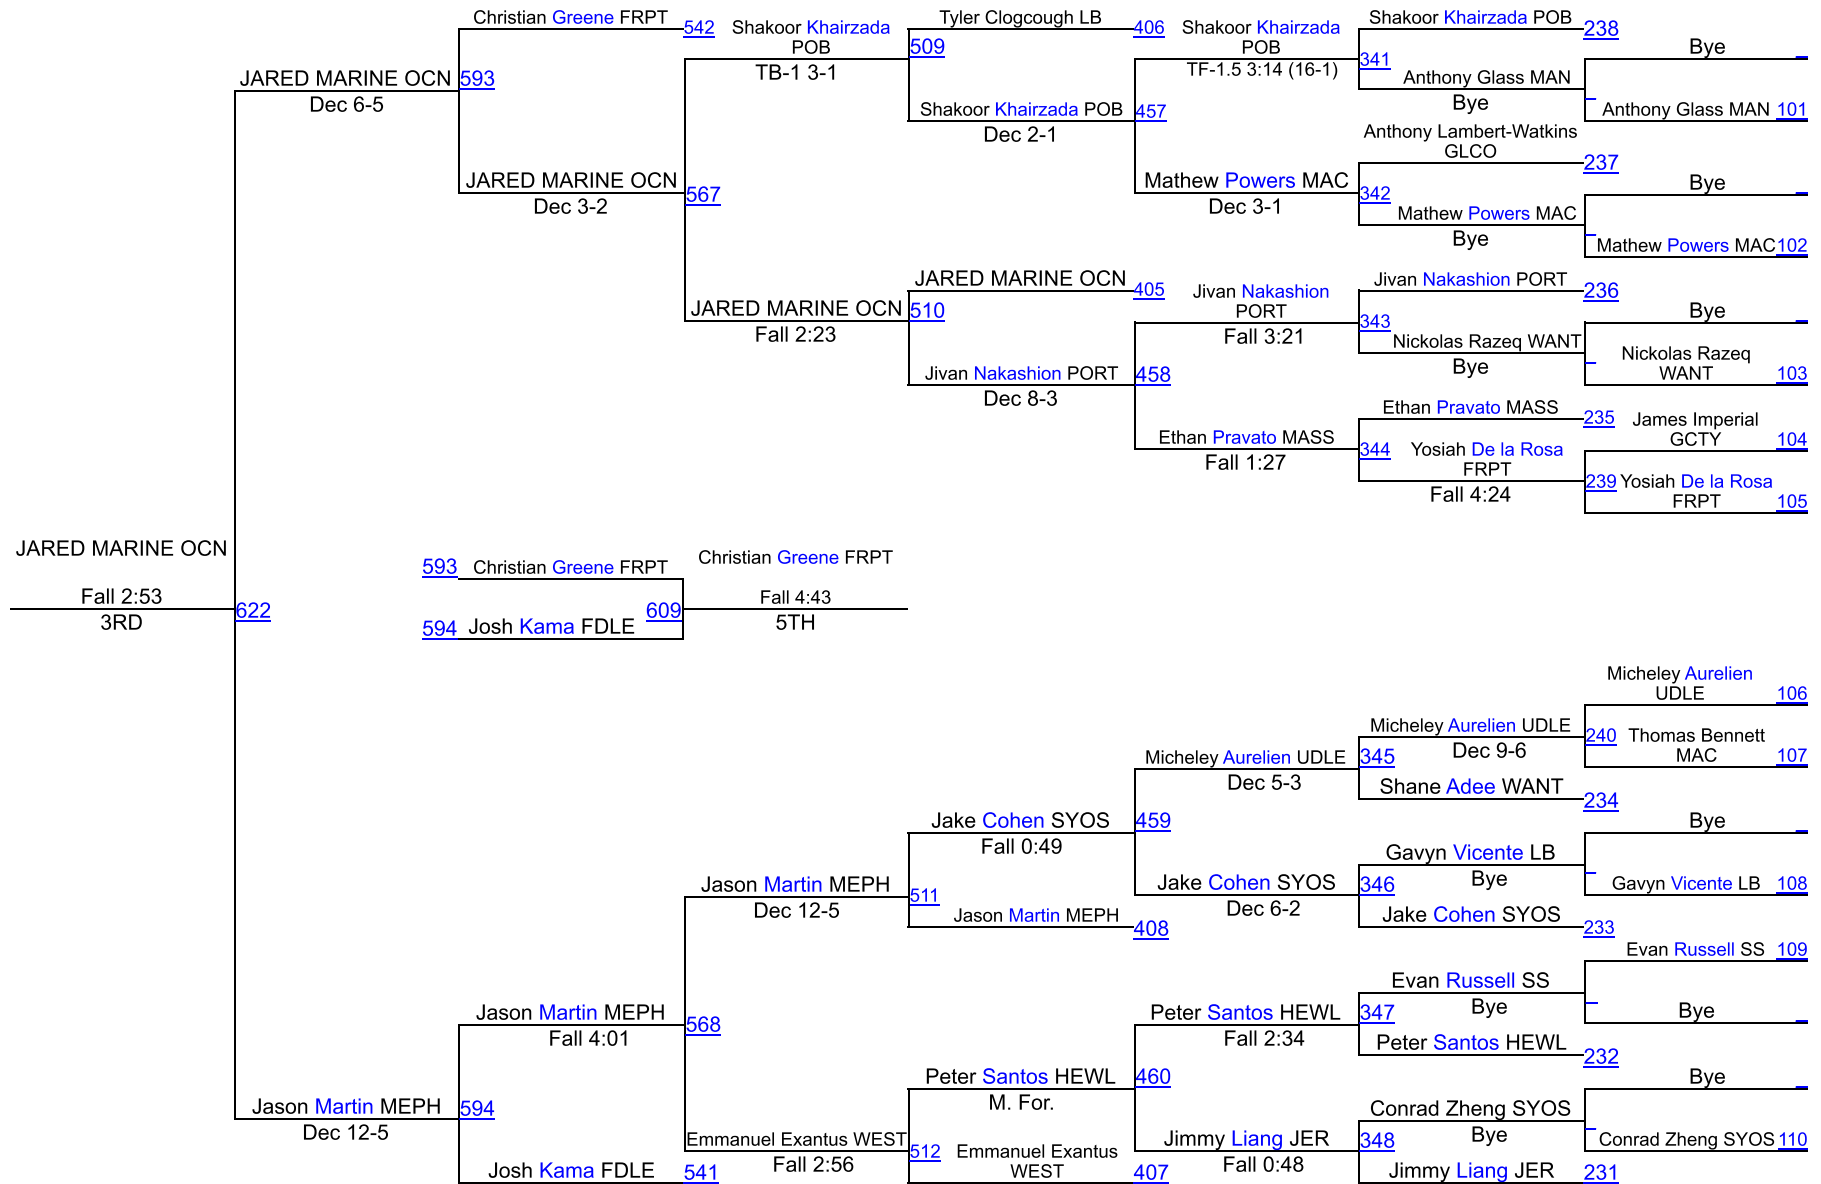 Christian Greene FRPT
542
Shakoor Khairzada
POB
TB-1 3-1
Tyler Clogcough LB
406
509
Shakoor Khairzada
POB
TF-1.5 3:14 (16-1)
Shakoor Khairzada POB
238
341
Bye
Anthony Glass MAN
Bye
Anthony Glass MAN 101
JARED MARINE OCN
593
Dec 6-5
Shakoor Khairzada POB
457
Dec 2-1
Anthony Lambert-Watkins
GLCO
237
JARED MARINE OCN
567
Dec 3-2
Mathew Powers MAC
342
Dec 3-1
Bye
Mathew Powers MAC
Bye
Mathew Powers MAC 102
JARED MARINE OCN
405
Jivan Nakashion
PORT
Fall 3:21
Jivan Nakashion PORT
236
JARED MARINE OCN
510
Fall 2:23
343
Bye
Nickolas Razeq WANT
Bye
Nickolas Razeq
WANT
103
Jivan Nakashion PORT
458
Dec 8-3
Ethan Pravato MASS
235
James Imperial
GCTY
104
Ethan Pravato MASS
344
Fall 1:27
Yosiah De la Rosa
FRPT
Fall 4:24
239
Yosiah De la Rosa
FRPT
105
JARED MARINE OCN
Fall 2:53
3RD
622
593
Christian Greene FRPT
Christian Greene FRPT
609
Fall 4:43
5TH
594
Josh Kama FDLE
Micheley Aurelien
UDLE
106
Micheley Aurelien UDLE
240
Dec 9-6
Thomas Bennett
MAC
107
Micheley Aurelien UDLE
345
Dec 5-3
Shane Adee WANT
234
Jake Cohen SYOS
459
Fall 0:49
Bye
Gavyn Vicente LB
Bye
Gavyn Vicente LB 108
Jason Martin MEPH
511
Dec 12-5
Jake Cohen SYOS
346
Dec 6-2
Jason Martin MEPH
408
Jake Cohen SYOS
233
Evan Russell SS 109
Evan Russell SS
Bye
Bye
Jason Martin MEPH
568
Fall 4:01
Peter Santos HEWL
347
Fall 2:34
Peter Santos HEWL
232
Peter Santos HEWL
460
M. For.
Bye
Jason Martin MEPH
594
Dec 12-5
Conrad Zheng SYOS
Bye
Conrad Zheng SYOS 110
Emmanuel Exantus WEST
512
Fall 2:56
Emmanuel Exantus
WEST
407
Jimmy Liang JER
348
Fall 0:48
Josh Kama FDLE
541
Jimmy Liang JER
231